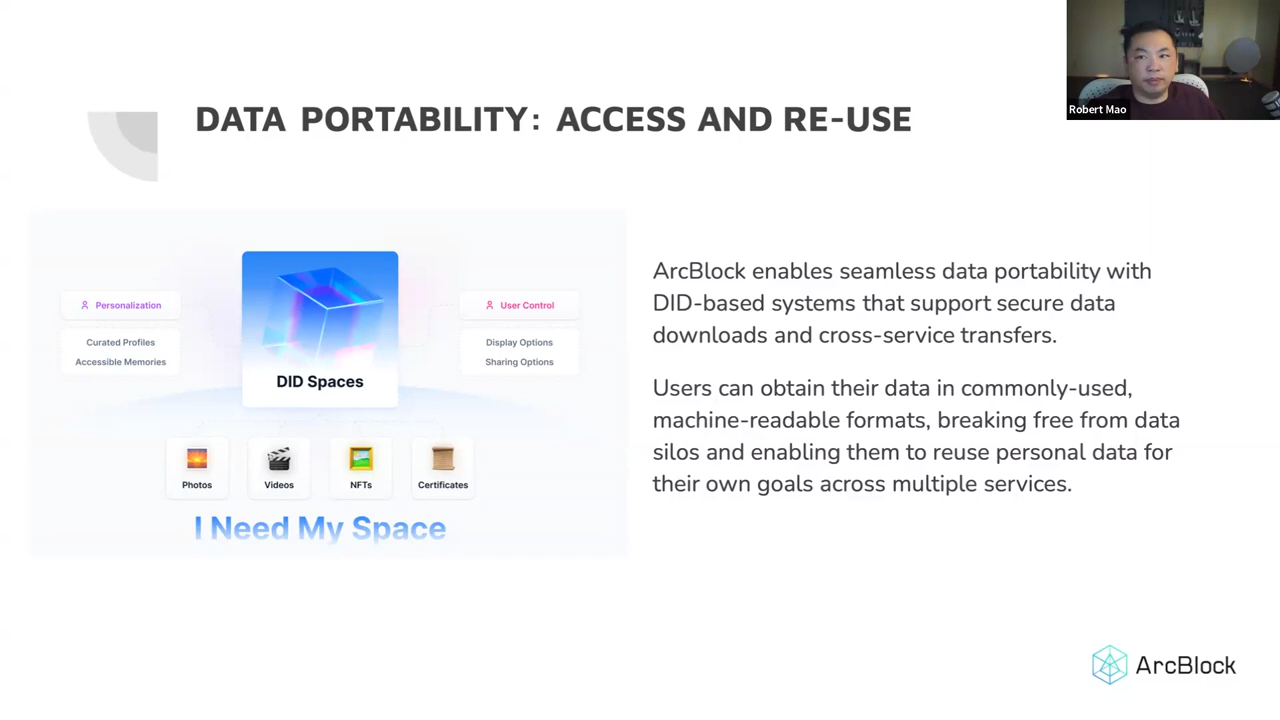 Robert Mao
DATA PORTABILITY: ACCESS AND RE-USE
Personalization
Curated Profiles
Accessible Memories
DID Spaces
User Control
Display Options
Sharing Options
Photos
Videos
NFTs
Certificates
I Need My Space
ArcBlock enables seamless data portability with
DID-based systems that support secure data
downloads and cross-service transfers.
Users can obtain their data in commonly-used,
machine-readable formats, breaking free from data
silos and enabling them to reuse personal data for
their own goals across multiple services.
ArcBlock